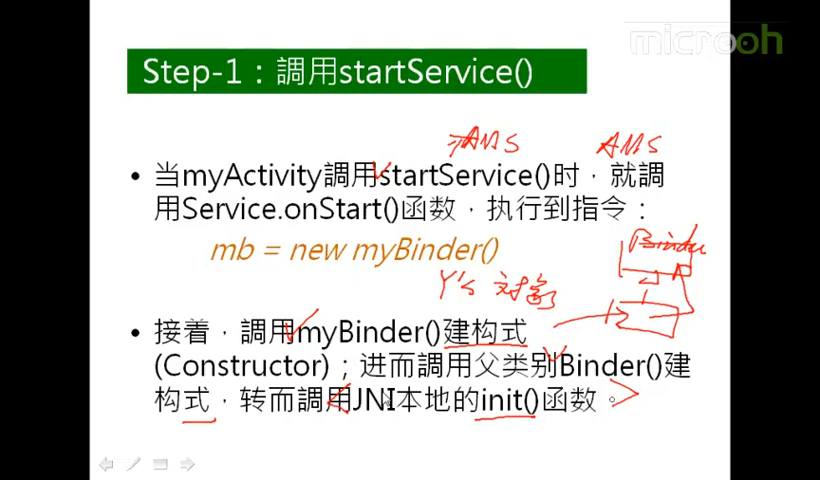 microoh
Step-1：調用startService()
→AMS AMS
• 当myActivity調用startService()时，就調
用Service.onStart()函数，执行到指令：
Binder
mb = new myBinder()
Y's 对象
• 接着，調用myBinder()建构式
(Constructor)；进而調用父类别Binder()建
构式，转而調用JNI本地的init()函数。